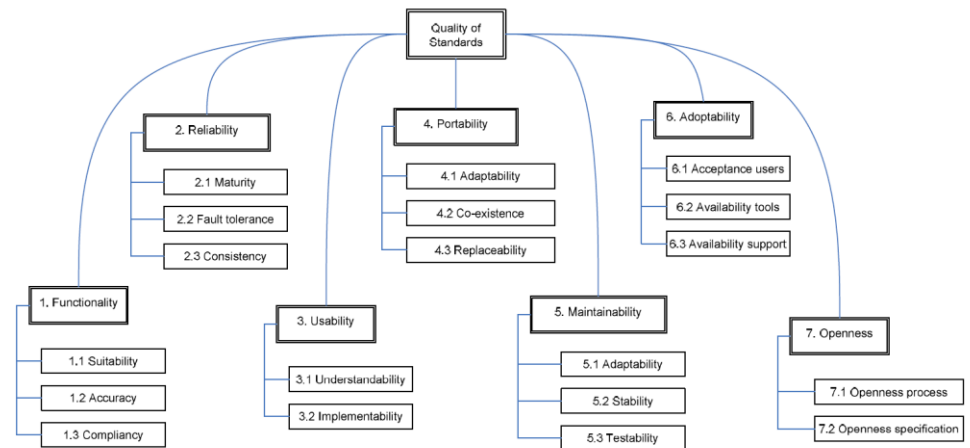 Quality of
Standards
1. Functionality
1.1 Suitability
1.2 Accuracy
1.3 Compliancy
2. Reliability
2.1 Maturity
2.2 Fault tolerance
2.3 Consistency
3. Usability
3.1 Understandability
3.2 Implementability
4. Portability
4.1 Adaptability
4.2 Co-existence
4.3 Replaceability
5. Maintainability
5.1 Adaptability
5.2 Stability
5.3 Testability
6. Adoptability
6.1 Acceptance users
6.2 Availability tools
6.3 Availability support
7. Openness
7.1 Openness process
7.2 Openness specification